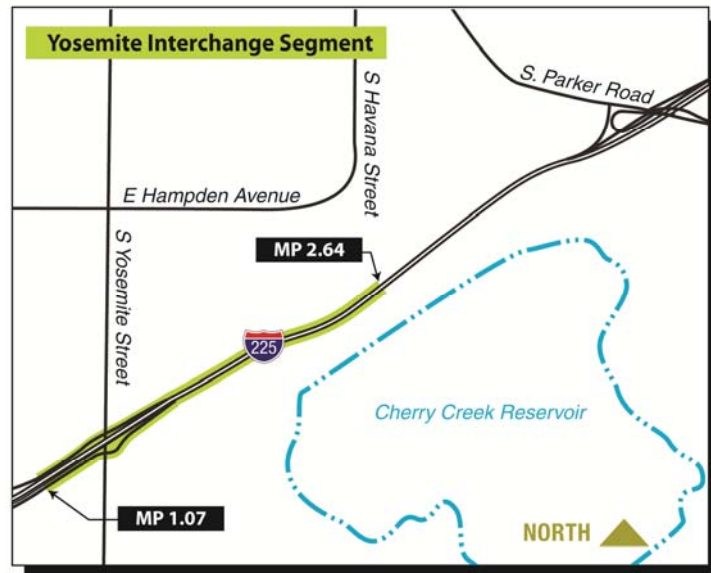 Yosemite Interchange Segment
S Havana Street
S. Parker Road
E Hampden Avenue
S Yosemite Street
MP 2.64
225
Cherry Creek Reservoir
MP 1.07
NORTH